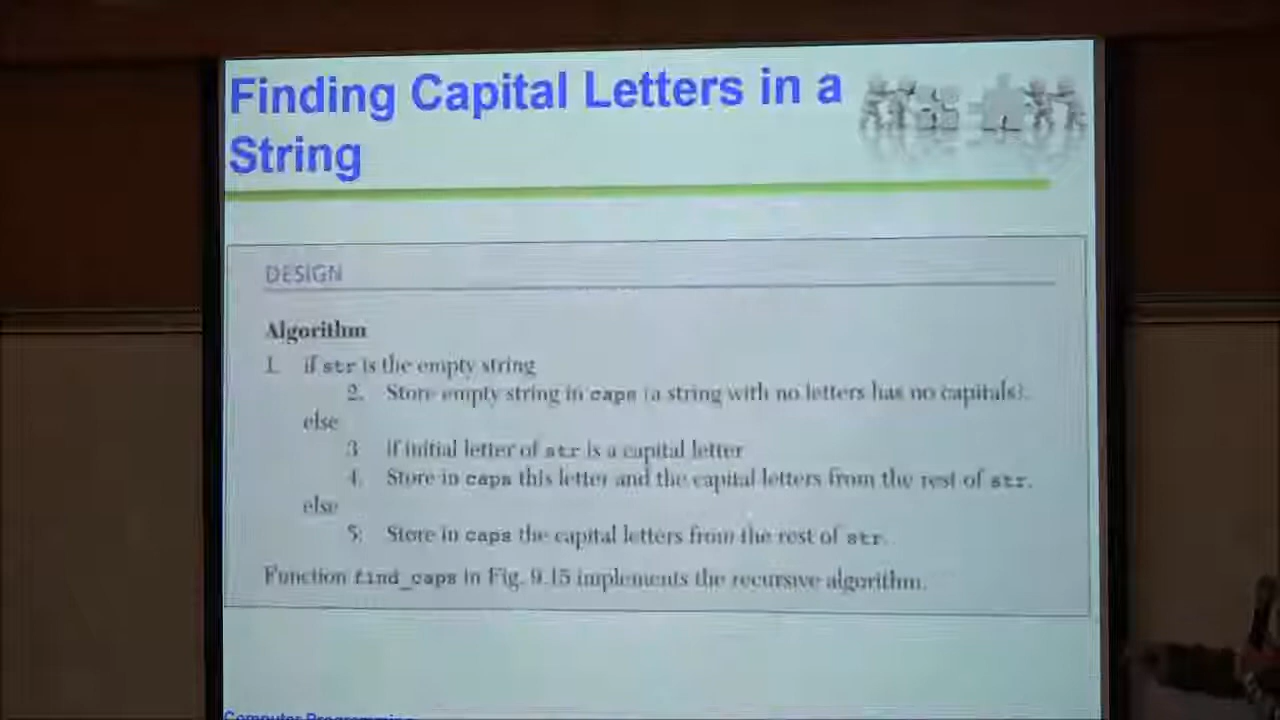 Finding Capital Letters in a
String
DESIGN
Algorithm
1. if str is the empty string
2. Store empty string in caps (a string with no letters has no capitals).
else
3. if initial letter of str is a capital letter
4. Store in caps this letter and the capital letters from the rest of str.
else
5. Store in caps the capital letters from the rest of str.
Function find_caps in Fig. 9.15 implements the recursive algorithm.
Computer Programming